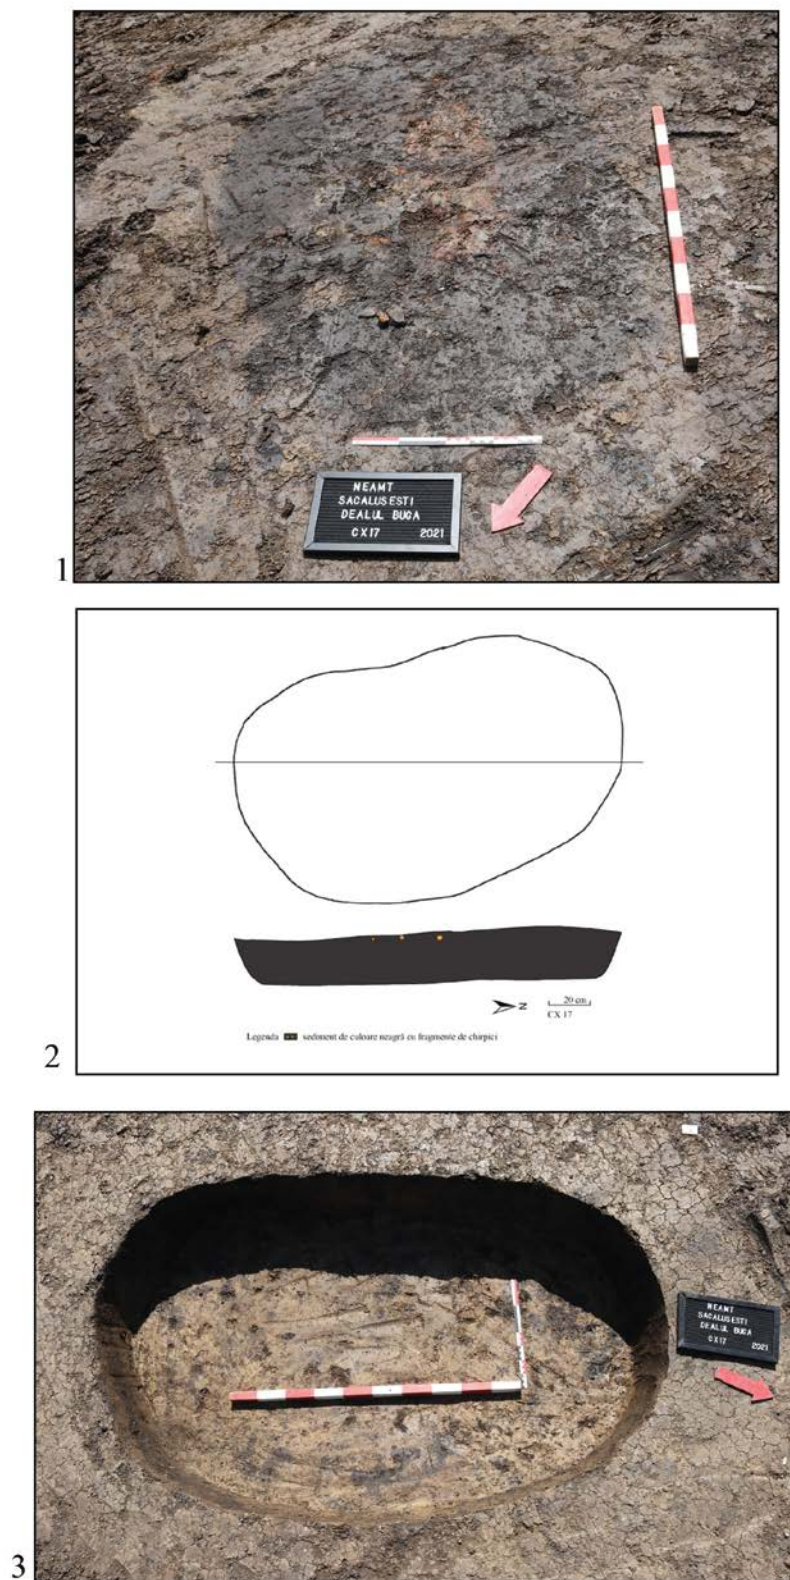 NEAMT
SACALUSESTI
DEALUL BUGA
CX17 2021
1
N
20 cm
CX 17
Legenda sediment de culoare neagră cu fragmente de chirpici
2
NEAMT
SACALUSESTI
DEALUL BUGA
CX17 2021
3